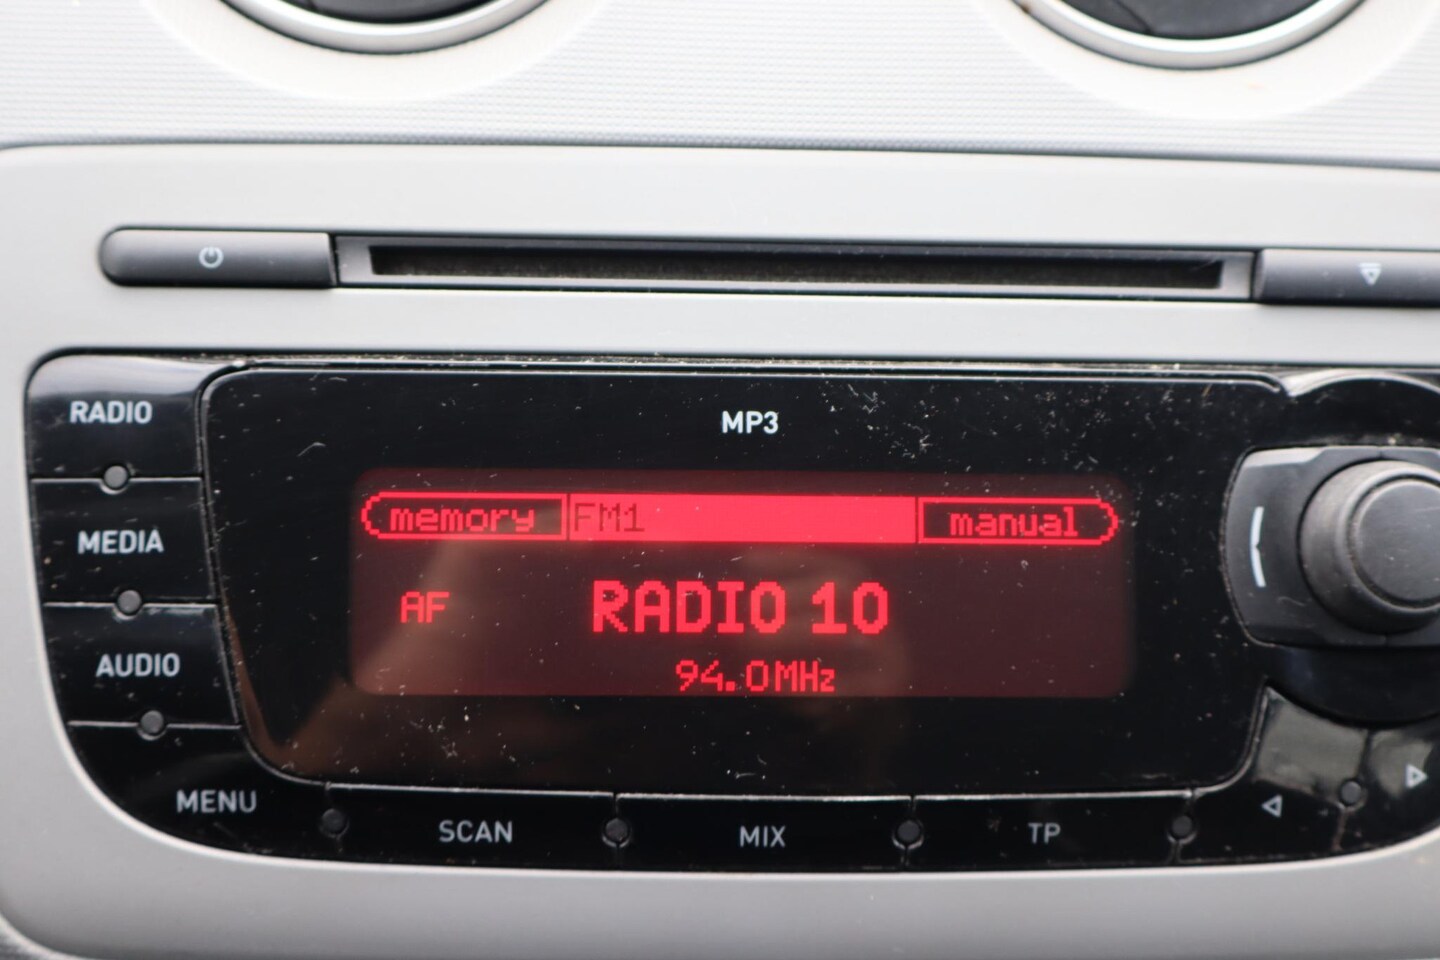 RADIO
MP3
memory FM1 manual
MEDIA
AF RADIO 10
94.0MHz
AUDIO
MENU
SCAN
MIX
TP